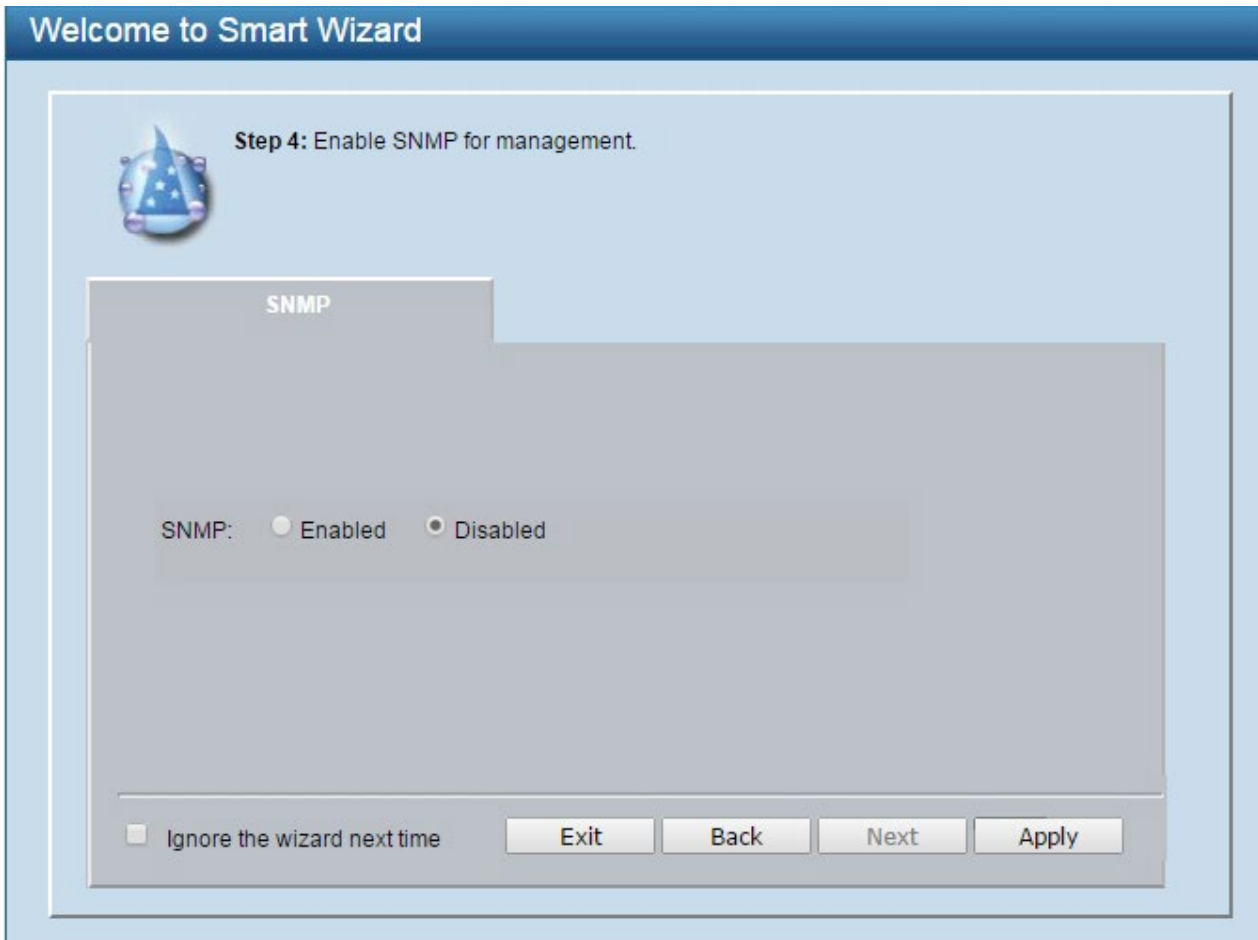 Welcome to Smart Wizard
Step 4: Enable SNMP for management.
SNMP
SNMP: Enabled Disabled
Ignore the wizard next time Exit Back Next Apply